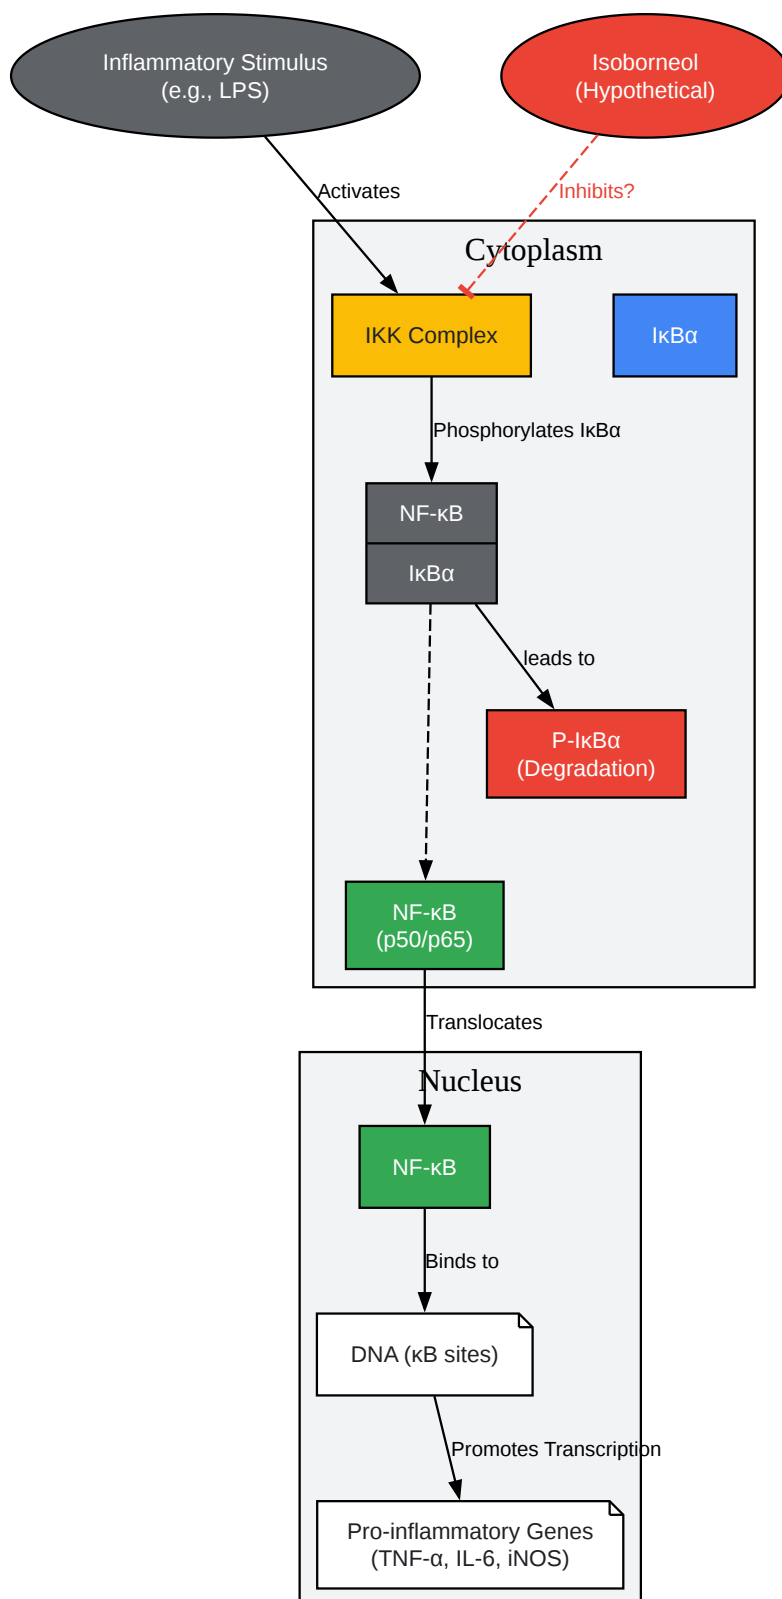 Inflammatory Stimulus
(e.g., LPS)
Isoborneol
(Hypothetical)
Activates
Inhibits?
Cytoplasm
IKK Complex
IκBα
Phosphorylates IκBα
NF-κB
IκBα
leads to
P-IκBα
(Degradation)
NF-κB
(p50/p65)
Translocates
Nucleus
NF-κB
Binds to
DNA (κB sites)
Promotes Transcription
Pro-inflammatory Genes
(TNF-α, IL-6, iNOS)